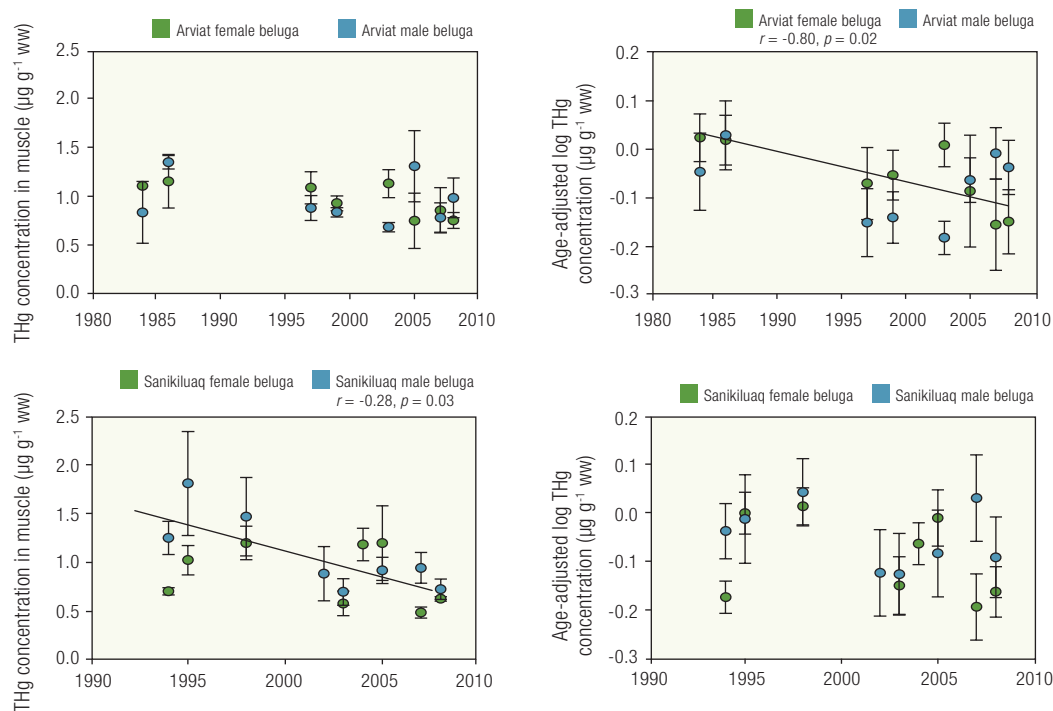 Arviat female beluga Arviat male beluga
THg concentration in muscle (µg g⁻¹ ww)
2.5
2.0
1.5
1.0
0.5
0.0
1980 1985 1990 1995 2000 2005 2010
Arviat female beluga Arviat male beluga
r = -0.80, p = 0.02
Age-adjusted log THg
concentration (µg g⁻¹ ww)
0.2
0.1
0.0
-0.1
-0.2
-0.3
1980 1985 1990 1995 2000 2005 2010
Sanikiluaq female beluga Sanikiluaq male beluga
r = -0.28, p = 0.03
THg concentration in muscle (µg g⁻¹ ww)
2.5
2.0
1.5
1.0
0.5
0.0
1990 1995 2000 2005 2010
Sanikiluaq female beluga Sanikiluaq male beluga
Age-adjusted log THg
concentration (µg g⁻¹ ww)
0.2
0.1
0.0
-0.1
-0.2
-0.3
1990 1995 2000 2005 2010